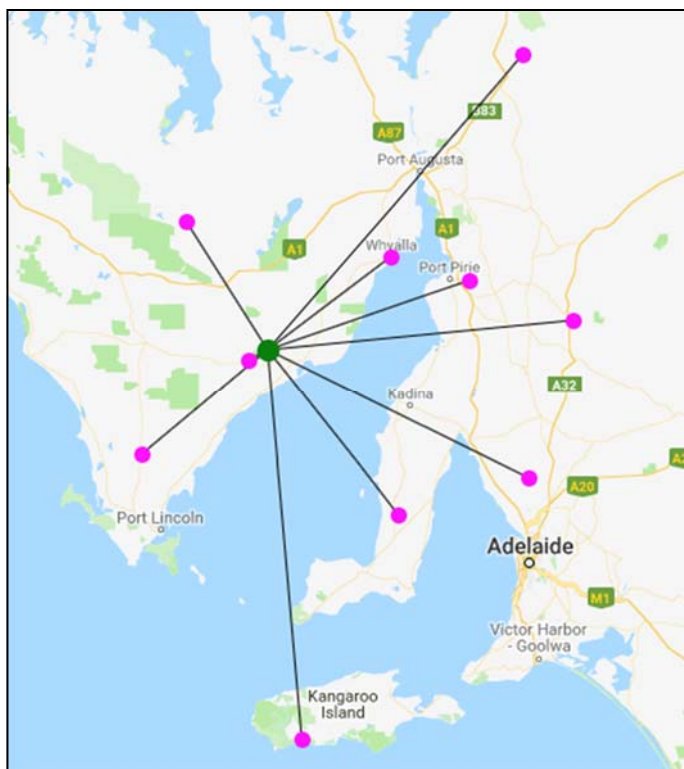 B83
A87
Port Augusta
A1
Whyalla
A1
Port Pirie
A32
Kadina
A20
Port Lincoln
Adelaide
M1
Victor Harbor
- Goolwa
Kangaroo
Island